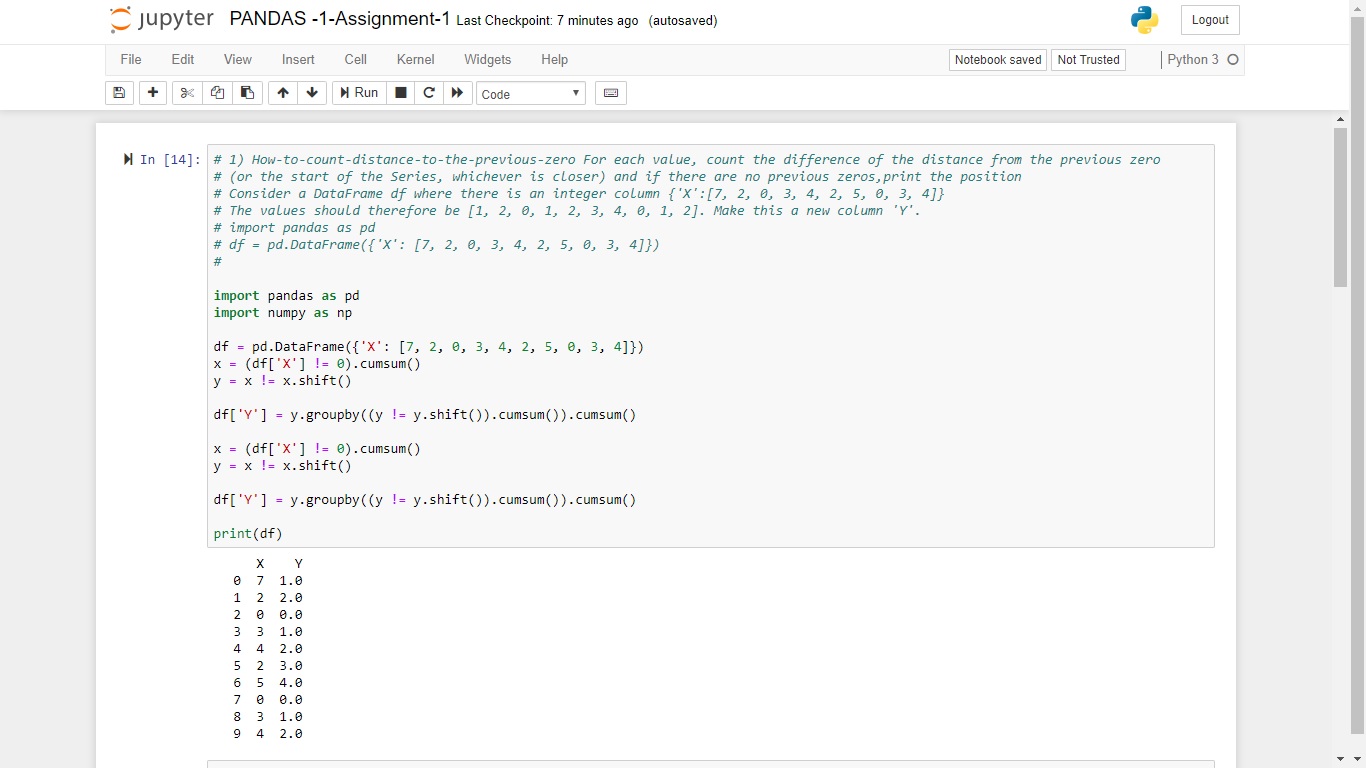 jupyter PANDAS -1-Assignment-1 Last Checkpoint: 7 minutes ago (autosaved)
Logout
File Edit View Insert Cell Kernel Widgets Help
Notebook saved Not Trusted Python 3
Run Code
In [14]:
# 1) How-to-count-distance-to-the-previous-zero For each value, count the difference of the distance from the previous zero
# (or the start of the Series, whichever is closer) and if there are no previous zeros,print the position
# Consider a DataFrame df where there is an integer column {'X':[7, 2, 0, 3, 4, 2, 5, 0, 3, 4]}
# The values should therefore be [1, 2, 0, 1, 2, 3, 4, 0, 1, 2]. Make this a new column 'Y'.
# import pandas as pd
# df = pd.DataFrame({'X': [7, 2, 0, 3, 4, 2, 5, 0, 3, 4]})
#
import pandas as pd
import numpy as np
df = pd.DataFrame({'X': [7, 2, 0, 3, 4, 2, 5, 0, 3, 4]})
x = (df['X'] != 0).cumsum()
y = x != x.shift()
df['Y'] = y.groupby((y != y.shift()).cumsum()).cumsum()
x = (df['X'] != 0).cumsum()
y = x != x.shift()
df['Y'] = y.groupby((y != y.shift()).cumsum()).cumsum()
print(df)
X Y
0 7 1.0
1 2 2.0
2 0 0.0
3 3 1.0
4 4 2.0
5 2 3.0
6 5 4.0
7 0 0.0
8 3 1.0
9 4 2.0